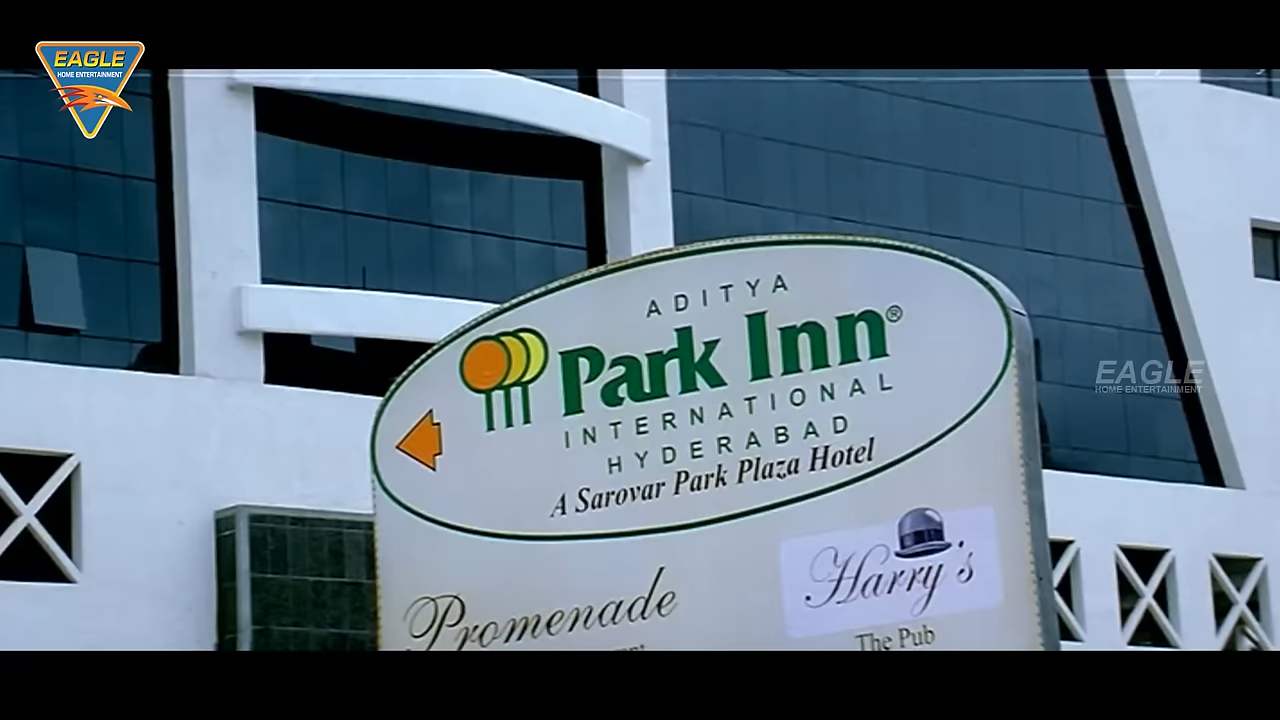 EAGLE
HOME ENTERTAINMENT
ADITYA
Park Inn®
INTERNATIONAL
HYDERABAD
A Sarovar Park Plaza Hotel
EAGLE
HOME ENTERTAINMENT
Promenade
Harry's
The Pub